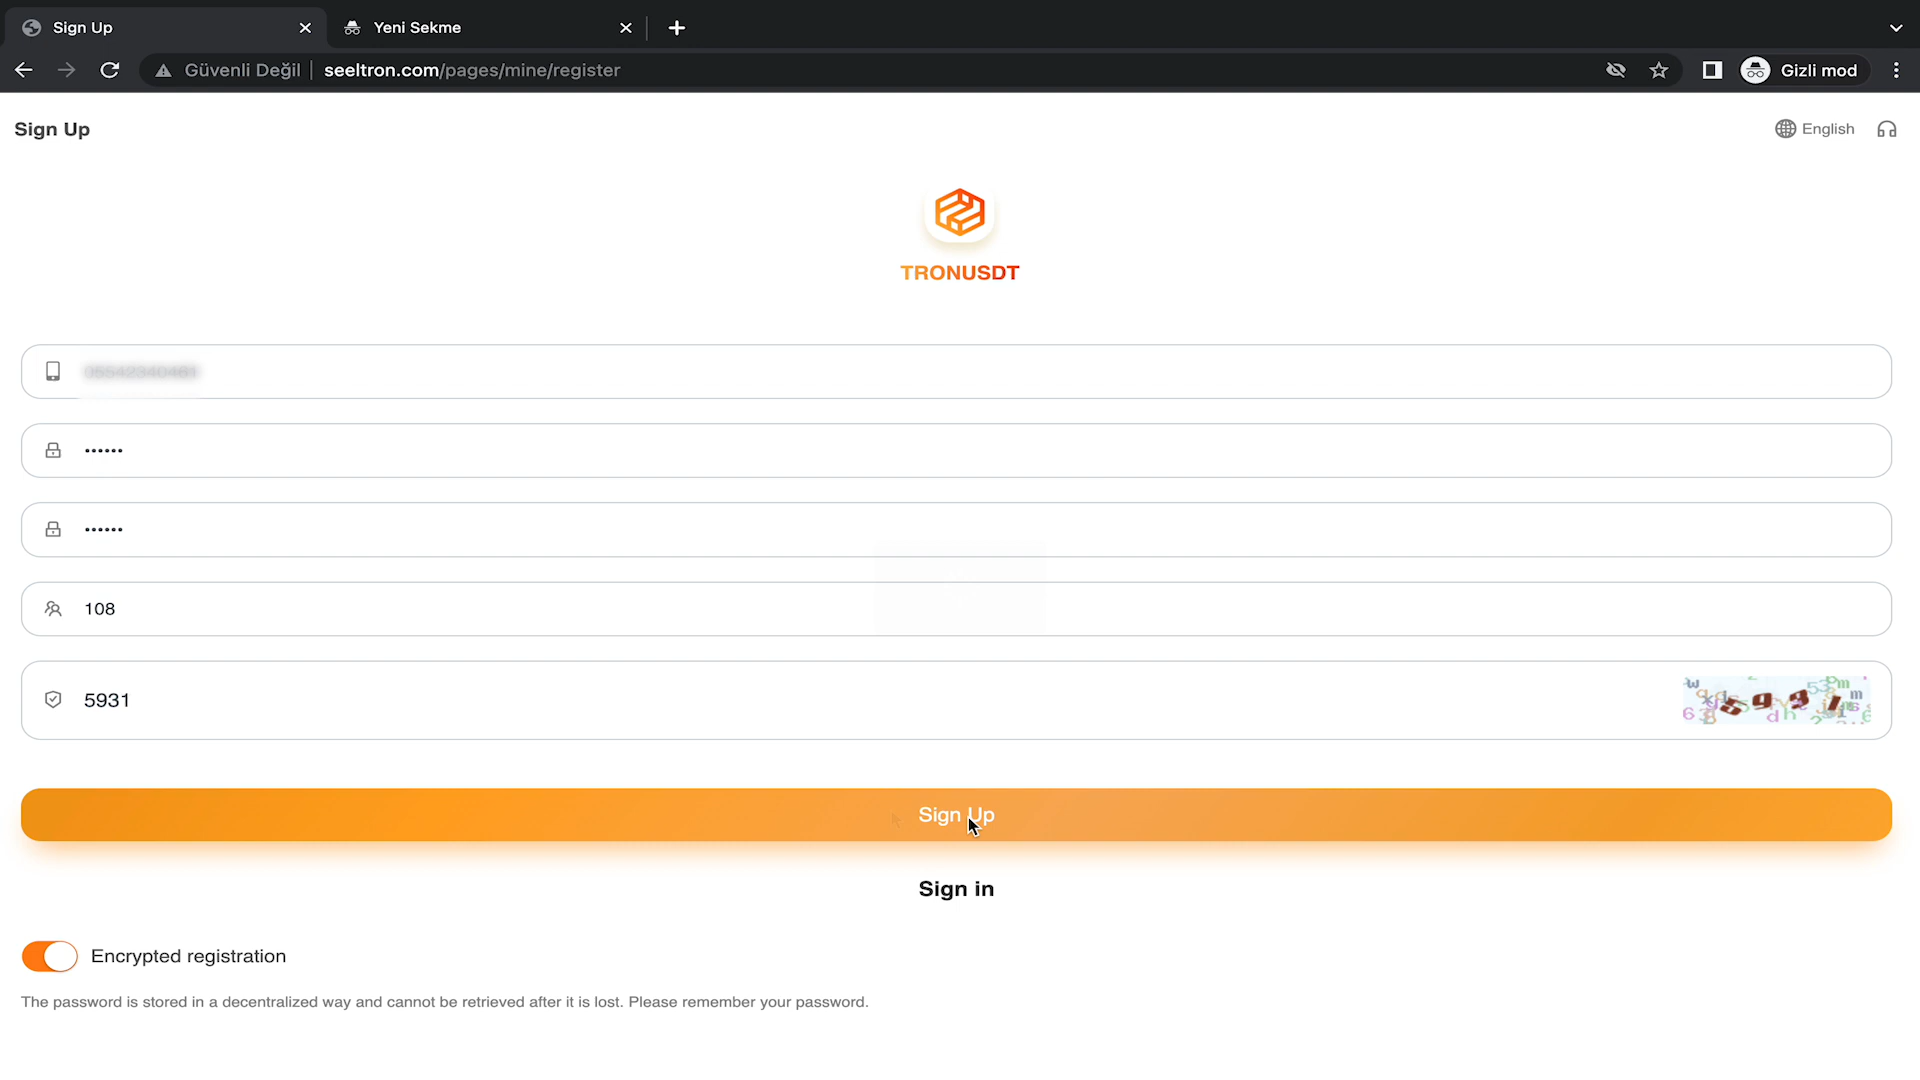 Sign Up
Yeni Sekme
Güvenli Değil
seeltron.com/pages/mine/register
Gizli mod
Sign Up
English
TRONUSDT
••••••
••••••
108
5931
5931
Sign Up
Sign in
Encrypted registration
The password is stored in a decentralized way and cannot be retrieved after it is lost. Please remember your password.